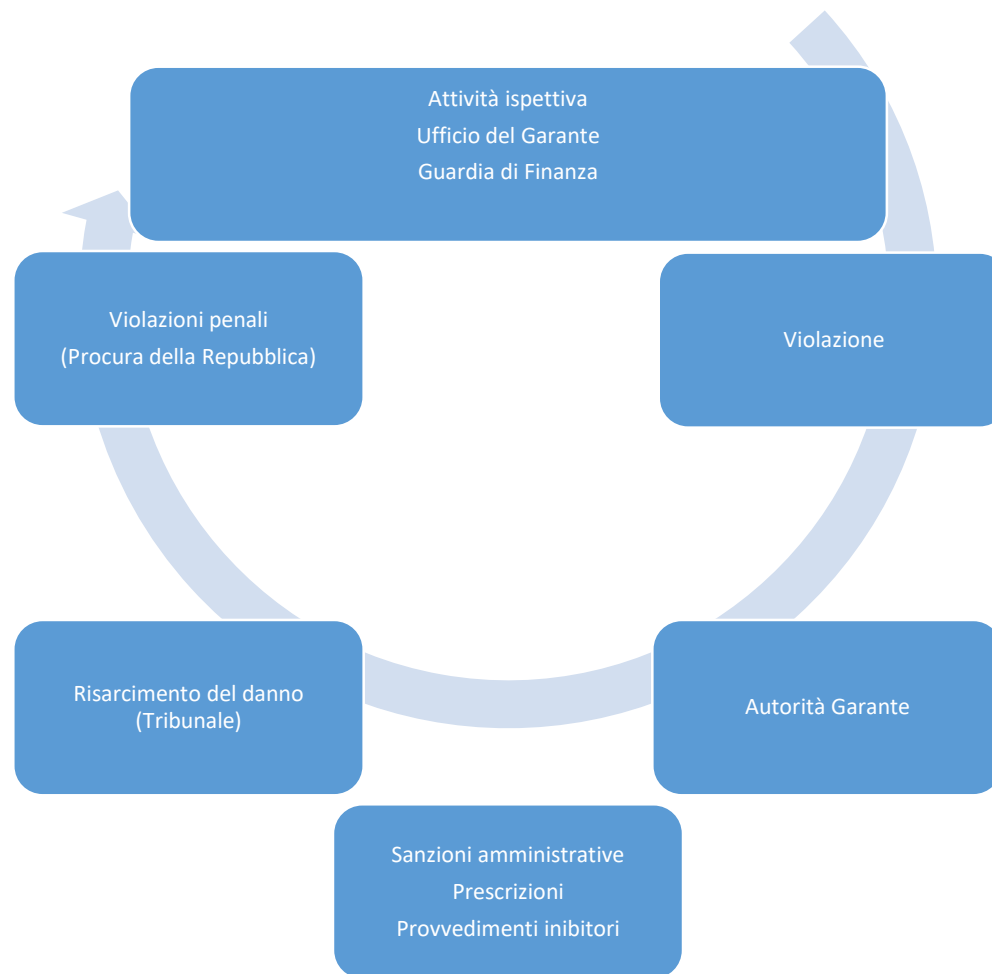 Attività ispettiva
Ufficio del Garante
Guardia di Finanza
Violazioni penali
(Procura della Repubblica)
Violazione
Risarcimento del danno
(Tribunale)
Autorità Garante
Sanzioni amministrative
Prescrizioni
Provvedimenti inibitori